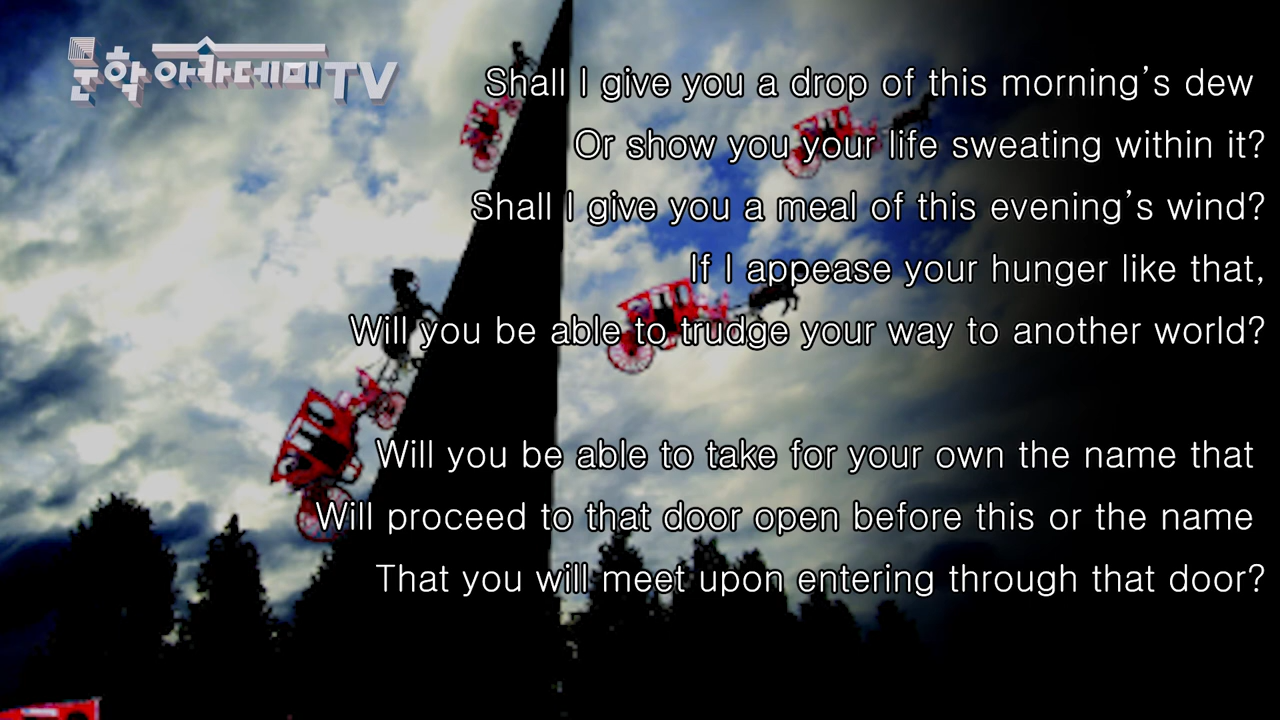 문학아카데미TV
Shall I give you a drop of this morning's dew
Or show you your life sweating within it?
Shall I give you a meal of this evening's wind?
If I appease your hunger like that,
Will you be able to trudge your way to another world?
Will you be able to take for your own the name that
Will proceed to that door open before this or the name
That you will meet upon entering through that door?